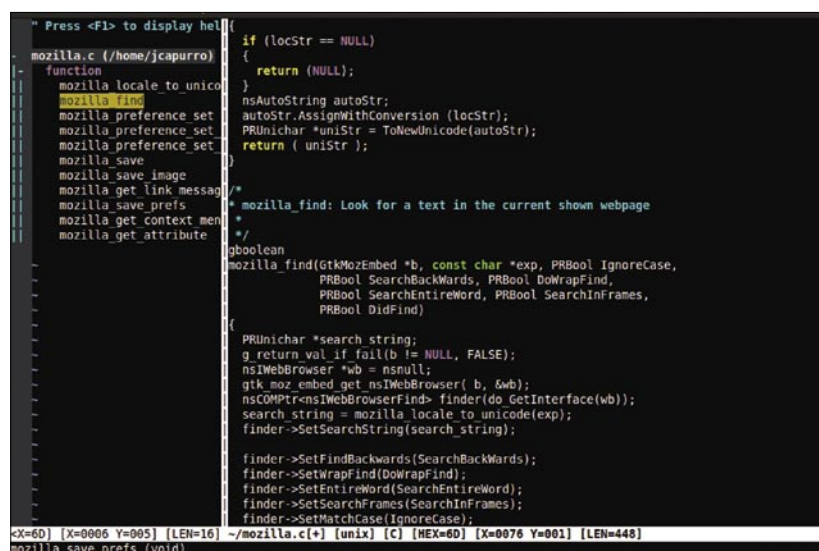 " Press <F1> to display hel
mozilla.c (/home/jcapurro)
function
mozilla_locale_to_unico
mozilla_find
mozilla_preference_set
mozilla_preference_set_
mozilla_preference_set_
mozilla_save
mozilla_save_image
mozilla_get_link_messag
mozilla_save_prefs
mozilla_get_context_men
mozilla_get_attribute
{
if (locStr == NULL)
{
return (NULL);
}
nsAutoString autoStr;
autoStr.AssignWithConversion (locStr);
PRUnichar *uniStr = ToNewUnicode(autoStr);
return ( uniStr );
}
/*
* mozilla_find: Look for a text in the current shown webpage
*
*/
gboolean
mozilla_find(GtkMozEmbed *b, const char *exp, PRBool IgnoreCase,
PRBool SearchBackWards, PRBool DoWrapFind,
PRBool SearchEntireWord, PRBool SearchInFrames,
PRBool DidFind)
{
PRUnichar *search_string;
g_return_val_if_fail(b != NULL, FALSE);
nsIWebBrowser *wb = nsnull;
gtk_moz_embed_get_nsIWebBrowser( b, &wb);
nsCOMPtr<nsIWebBrowserFind> finder(do_GetInterface(wb));
search_string = mozilla_locale_to_unicode(exp);
finder->SetSearchString(search_string);
finder->SetFindBackwards(SearchBackWards);
finder->SetWrapFind(DoWrapFind);
finder->SetEntireWord(SearchEntireWord);
finder->SetSearchFrames(SearchInFrames);
finder->SetMatchCase(IgnoreCase);
<X=6D] [X=0006 Y=005] [LEN=16] ~/mozilla.c[+] [unix] [C] [HEX=6D] [X=0076 Y=001] [LEN=448]
mozilla_save_prefs (void)